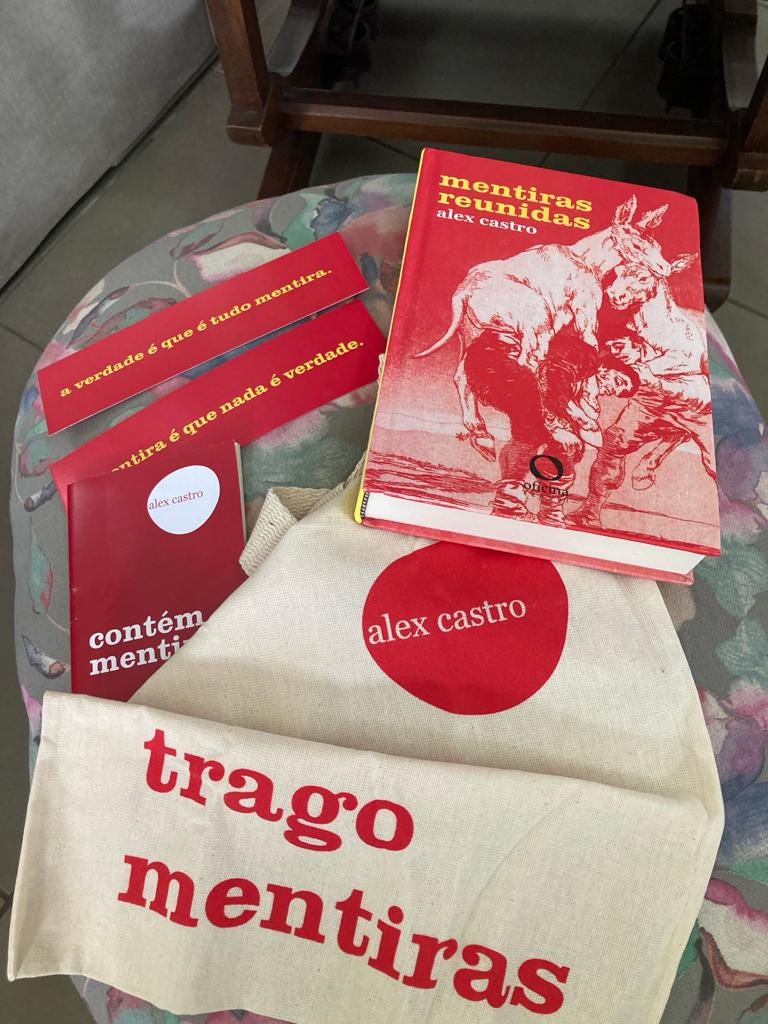 mentiras
reunidas
alex castro
oficina
a verdade é que é tudo mentira.
é que nada é verdade.
alex castro
contém
alex castro
trago
mentiras